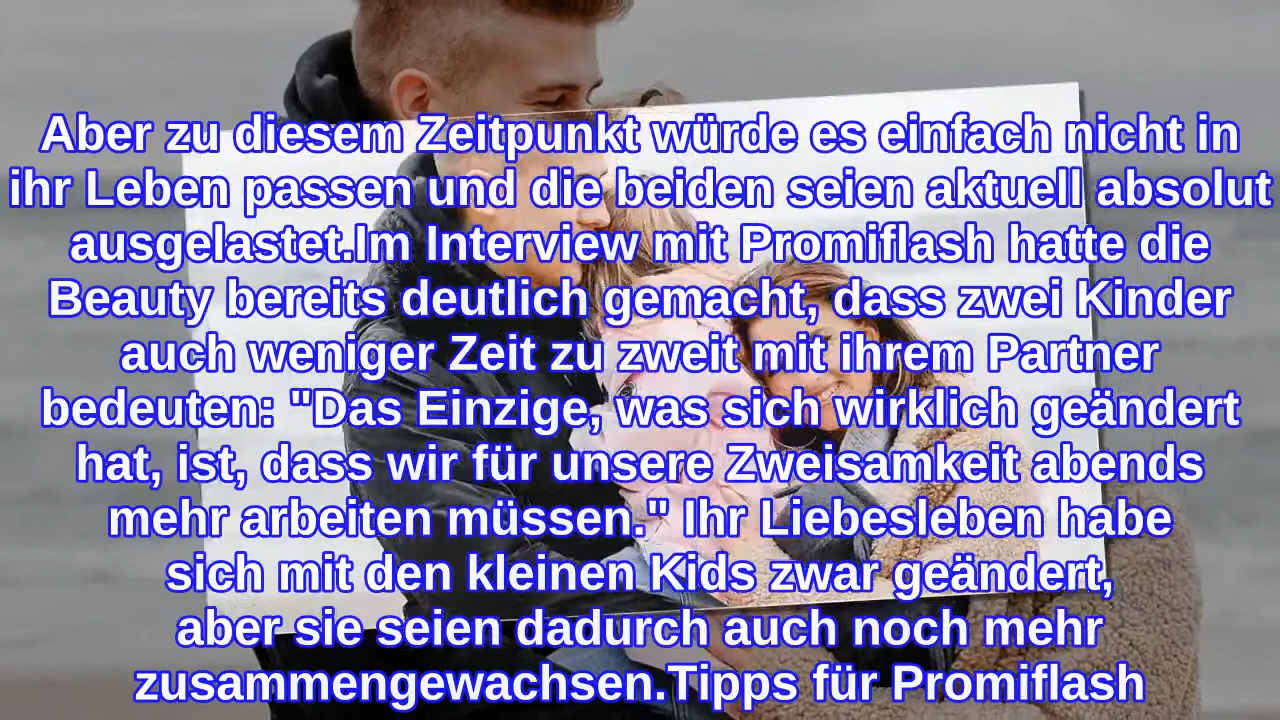 Aber zu diesem Zeitpunkt würde es einfach nicht in
ihr Leben passen und die beiden seien aktuell absolut
ausgelastet.Im Interview mit Promiflash hatte die
Beauty bereits deutlich gemacht, dass zwei Kinder
auch weniger Zeit zu zweit mit ihrem Partner
bedeuten: "Das Einzige, was sich wirklich geändert
hat, ist, dass wir für unsere Zweisamkeit abends
mehr arbeiten müssen." Ihr Liebesleben habe
sich mit den kleinen Kids zwar geändert,
aber sie seien dadurch auch noch mehr
zusammengewachsen.Tipps für Promiflash